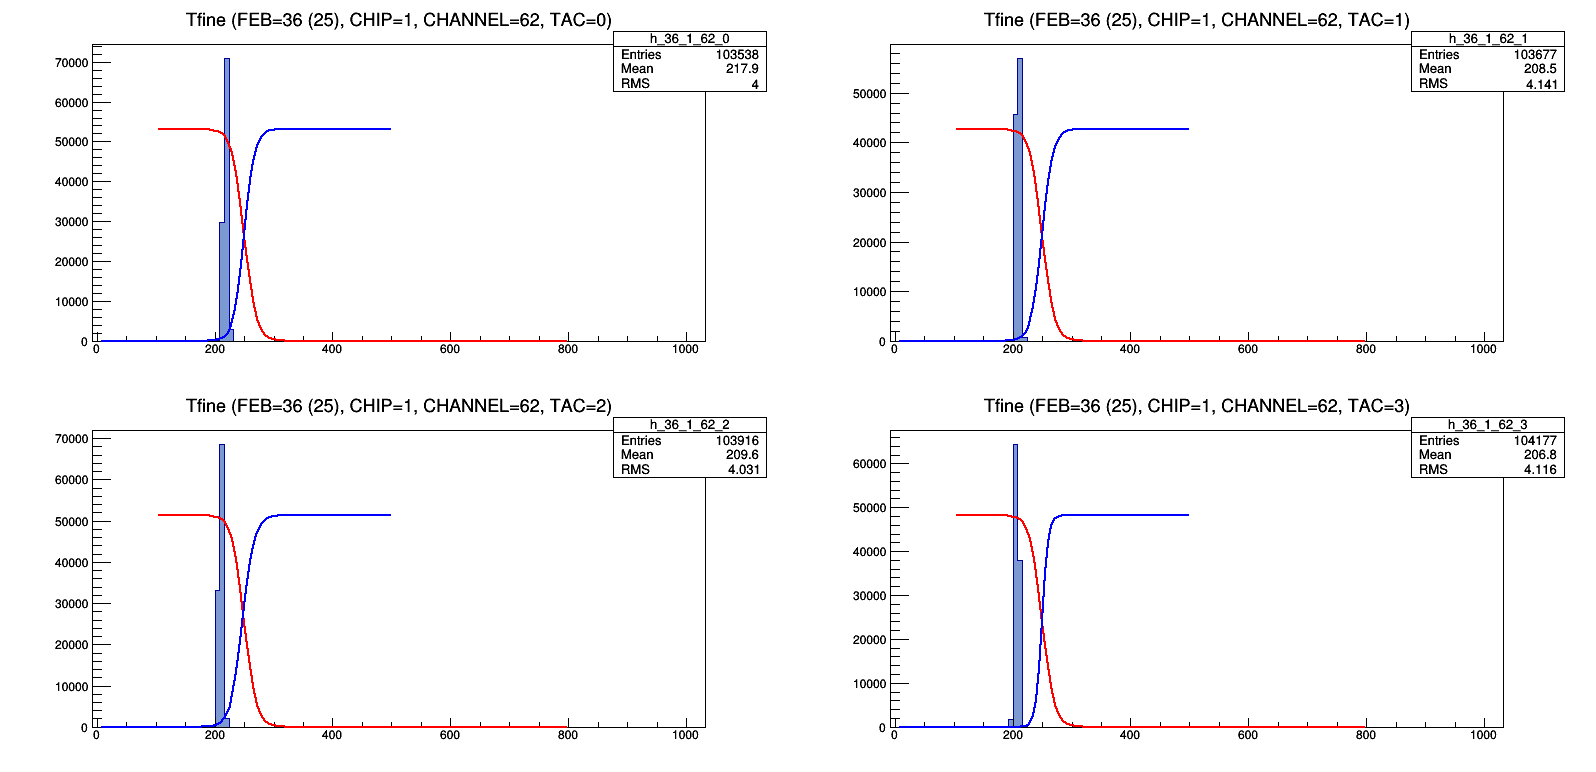 Tfine (FEB=36 (25), CHIP=1, CHANNEL=62, TAC=0)
h_36_1_62_0
Entries 103538
Mean 217.9
RMS 4
70000
60000
50000
40000
30000
20000
10000
0
0 200 400 600 800 1000
Tfine (FEB=36 (25), CHIP=1, CHANNEL=62, TAC=1)
h_36_1_62_1
Entries 103677
Mean 208.5
RMS 4.141
50000
40000
30000
20000
10000
0
0 200 400 600 800 1000
Tfine (FEB=36 (25), CHIP=1, CHANNEL=62, TAC=2)
h_36_1_62_2
Entries 103916
Mean 209.6
RMS 4.031
70000
60000
50000
40000
30000
20000
10000
0
0 200 400 600 800 1000
Tfine (FEB=36 (25), CHIP=1, CHANNEL=62, TAC=3)
h_36_1_62_3
Entries 104177
Mean 206.8
RMS 4.116
60000
50000
40000
30000
20000
10000
0
0 200 400 600 800 1000